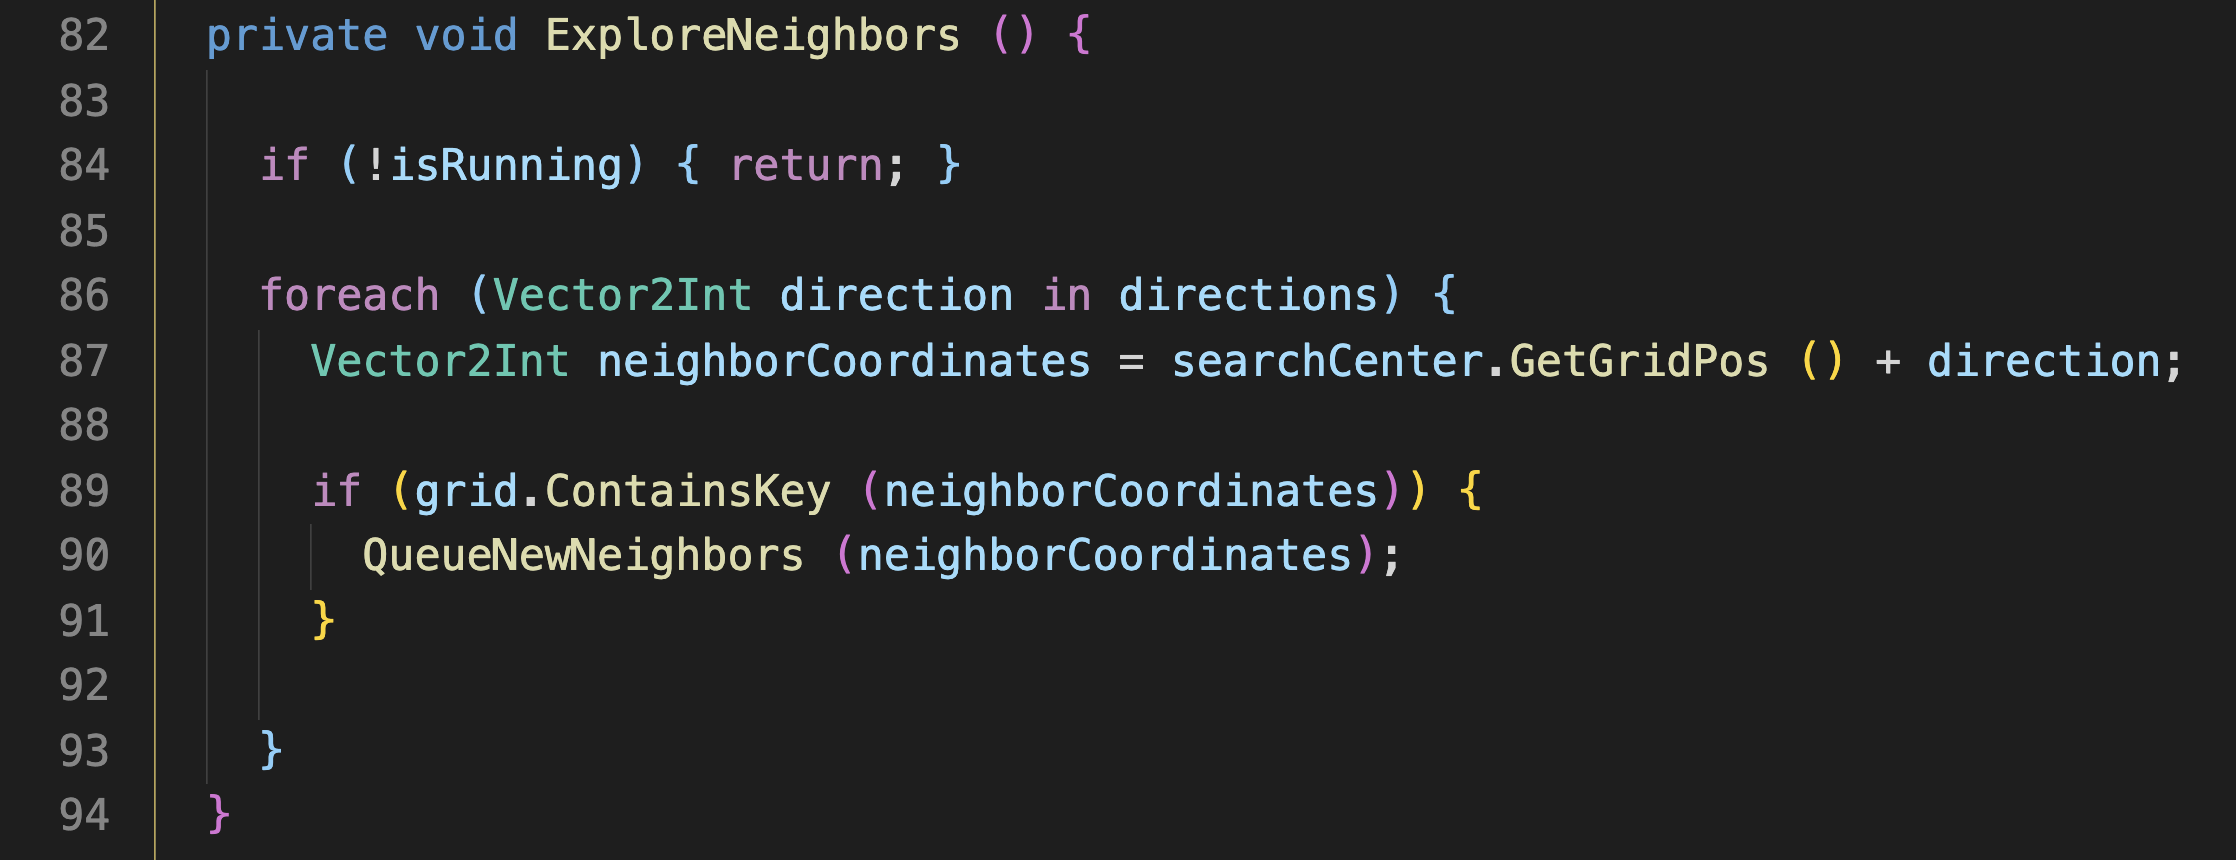 82 private void ExploreNeighbors () {
83
84 if (!isRunning) { return; }
85
86 foreach (Vector2Int direction in directions) {
87 Vector2Int neighborCoordinates = searchCenter.GetGridPos () + direction;
88
89 if (grid.ContainsKey (neighborCoordinates)) {
90 QueueNewNeighbors (neighborCoordinates);
91 }
92
93 }
94 }